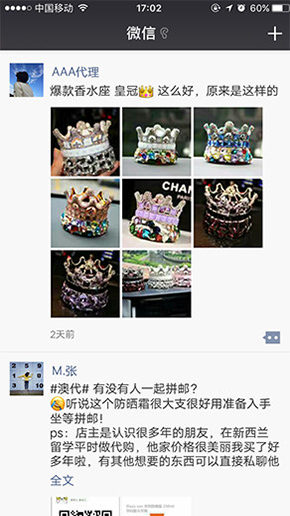 中国移动 17:02 60%
微信
AAA代理
爆款香水座 皇冠👑 这么好，原来是这样的
CHAN
2天前
M.张
#澳代# 有没有人一起拼邮？
😂听说这个防晒霜很大支很好用准备入手
坐等拼邮！
ps：店主是认识很多年的朋友，在新西兰
留学平时做代购，他家价格很美丽我买了好
多年啦，有其他想要的东西可以直接私聊他
全文